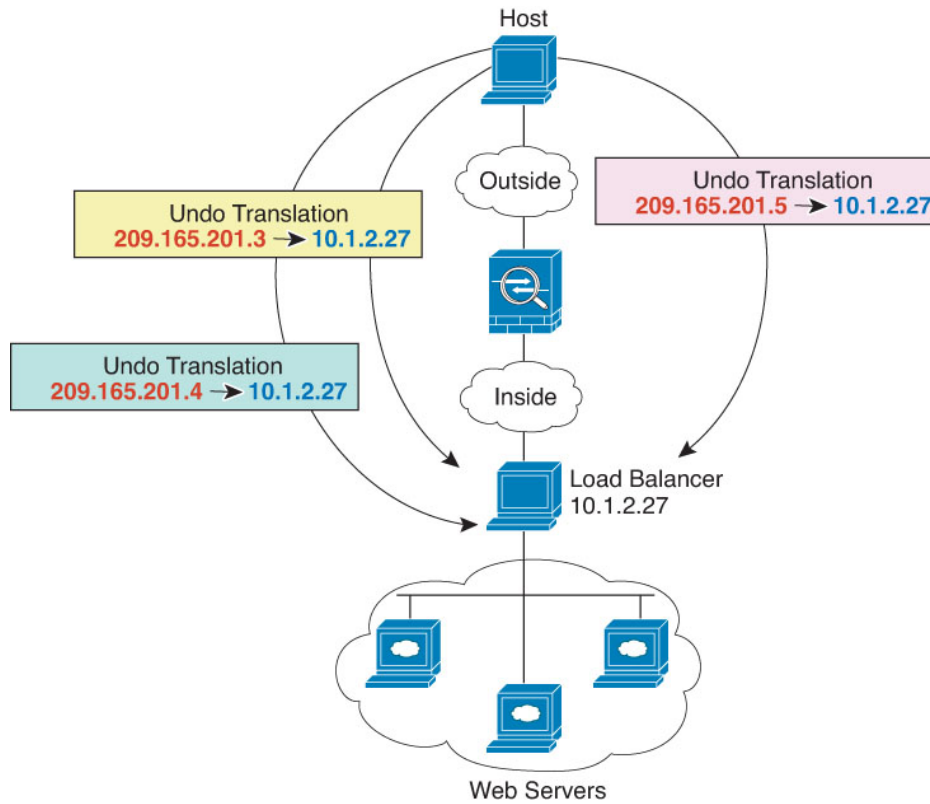 Host
Outside
Undo Translation
209.165.201.5 → 10.1.2.27
Undo Translation
209.165.201.3 → 10.1.2.27
Undo Translation
209.165.201.4 → 10.1.2.27
Inside
Load Balancer
10.1.2.27
Web Servers